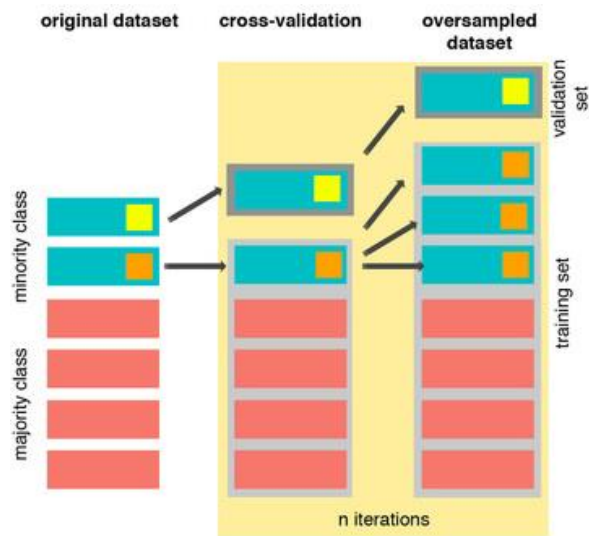 original dataset
cross-validation
oversampled
dataset
validation
set
minority class
training set
majority class
n iterations